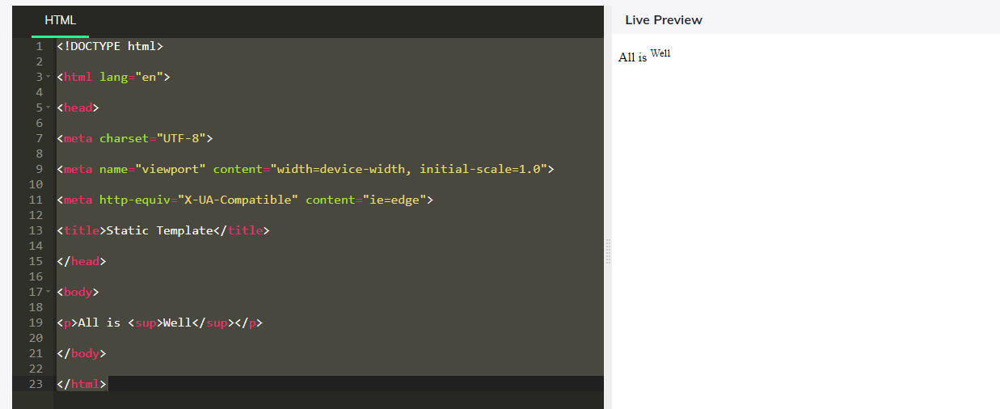 HTML
1 <!DOCTYPE html>
2
3 <html lang="en">
4
5 <head>
6
7 <meta charset="UTF-8">
8
9 <meta name="viewport" content="width=device-width, initial-scale=1.0">
10
11 <meta http-equiv="X-UA-Compatible" content="ie=edge">
12
13 <title>Static Template</title>
14
15 </head>
16
17 <body>
18
19 <p>All is <sup>Well</sup></p>
20
21 </body>
22
23 </html>
Live Preview
All is Well